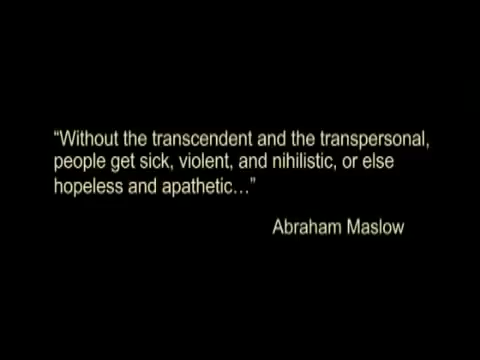 “Without the transcendent and the transpersonal,
people get sick, violent, and nihilistic, or else
hopeless and apathetic…”
Abraham Maslow